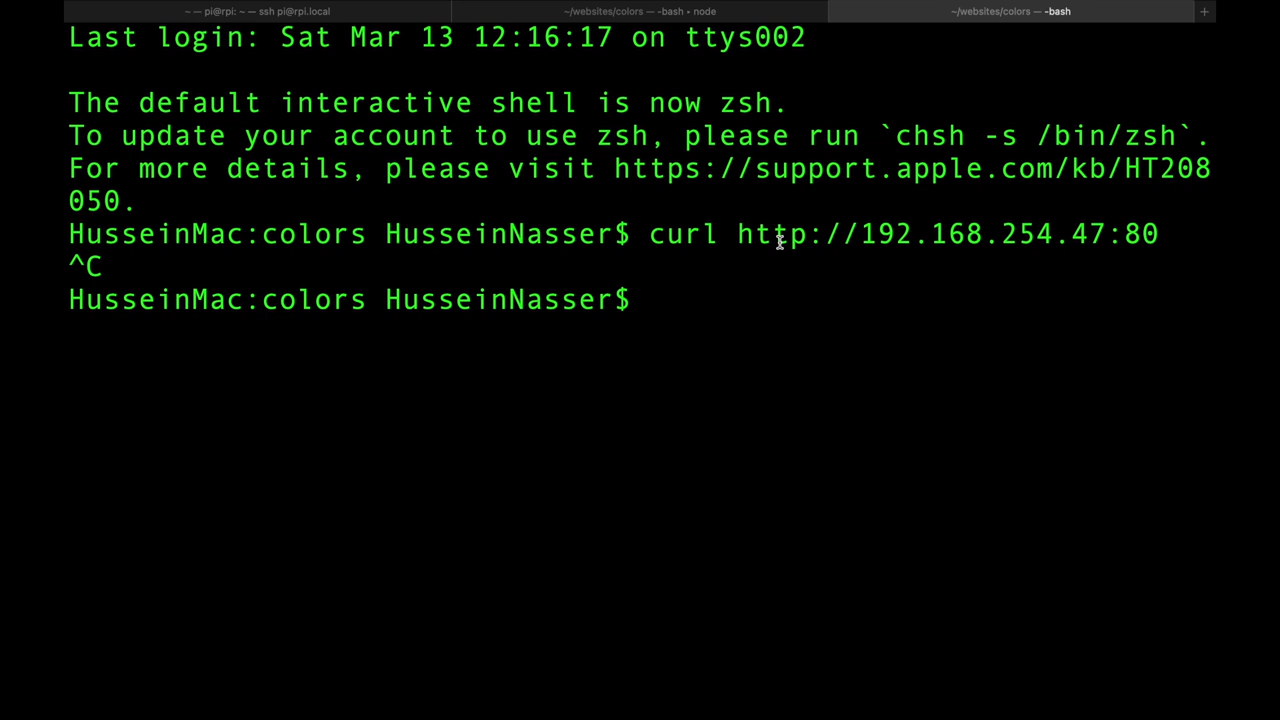 ~ — pi@rpi: ~ — ssh pi@rpi.local
~/websites/colors — -bash ▸ node
~/websites/colors — -bash
+
Last login: Sat Mar 13 12:16:17 on ttys002
The default interactive shell is now zsh.
To update your account to use zsh, please run `chsh -s /bin/zsh`.
For more details, please visit https://support.apple.com/kb/HT208
050.
HusseinMac:colors HusseinNasser$ curl http://192.168.254.47:80
^C
HusseinMac:colors HusseinNasser$